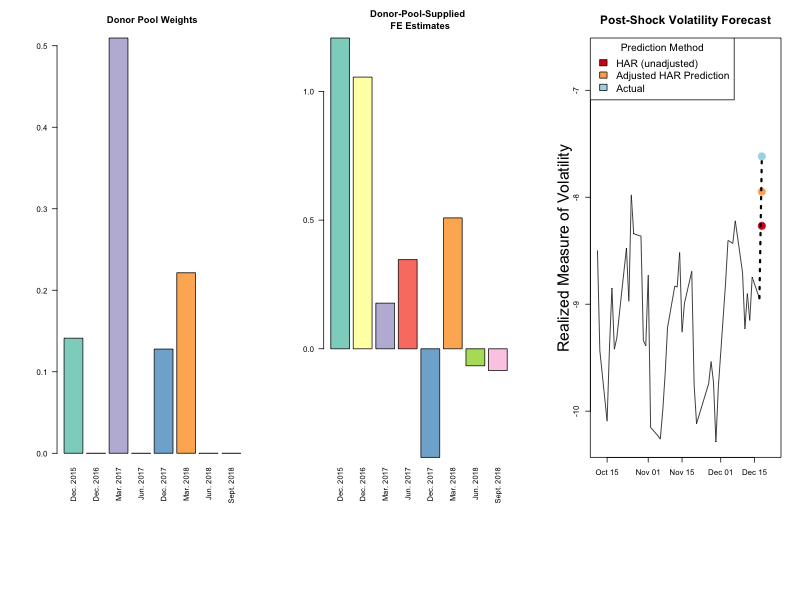 Donor Pool Weights
0.5
0.4
0.3
0.2
0.1
0.0
Dec. 2015
Dec. 2016
Mar. 2017
Jun. 2017
Dec. 2017
Mar. 2018
Jun. 2018
Sept. 2018
Donor-Pool-Supplied
FE Estimates
1.0
0.5
0.0
Dec. 2015
Dec. 2016
Mar. 2017
Jun. 2017
Dec. 2017
Mar. 2018
Jun. 2018
Sept. 2018
Post-Shock Volatility Forecast
Prediction Method
HAR (unadjusted)
Adjusted HAR Prediction
Actual
Realized Measure of Volatility
-7
-8
-9
-10
Oct 15
Nov 01
Nov 15
Dec 01
Dec 15